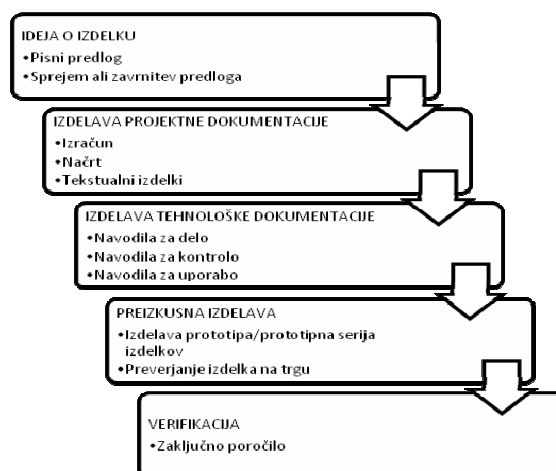 IDEJA O IZDELKU
•Pisni predlog
•Sprejem ali zavrnitev predloga
IZDELAVA PROJEKTNE DOKUMENTACIJE
•Izračun
•Načrt
•Tekstualni izdelki
IZDELAVA TEHNOLOŠKE DOKUMENTACIJE
•Navodila za delo
•Navodila za kontrolo
•Navodila za uporabo
PREIZKUSNA IZDELAVA
•Izdelava prototipa/prototipna serija
izdelkov
•Preverjanje izdelka na trgu
VERIFIKACIJA
•Zaključno poročilo